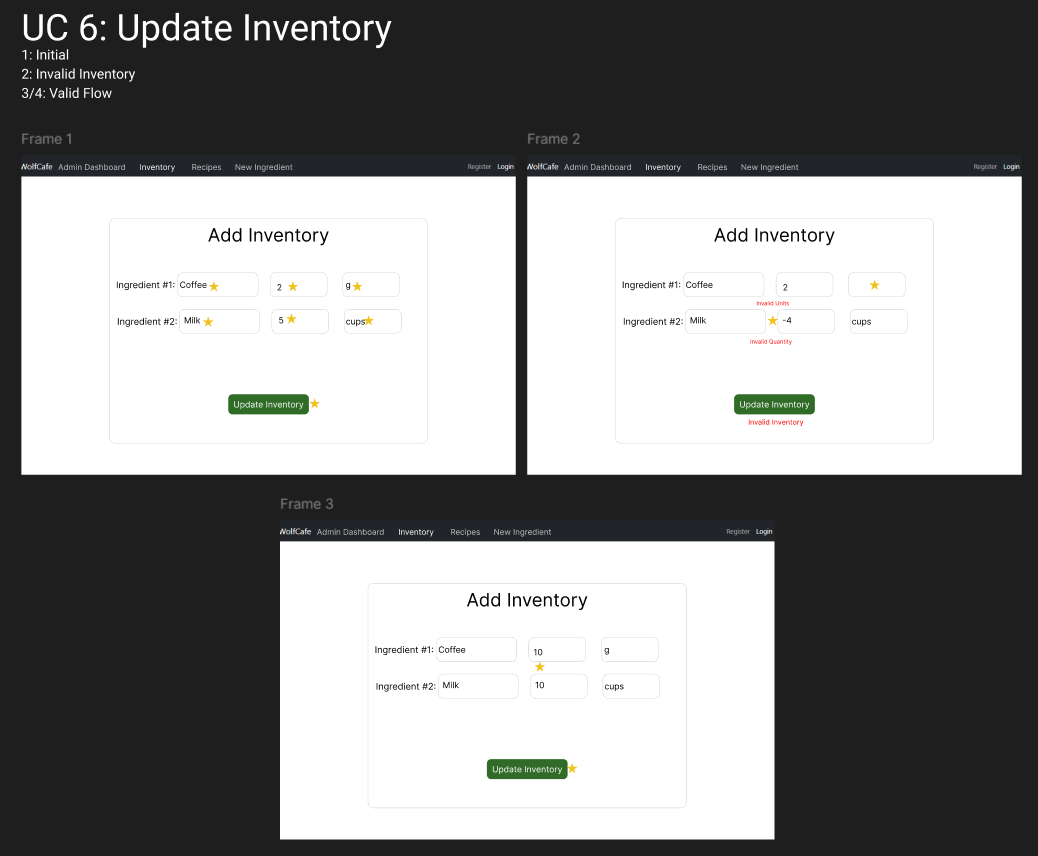 UC 6: Update Inventory
1: Initial
2: Invalid Inventory
3/4: Valid Flow
Frame 1
WolfCafe Admin Dashboard Inventory Recipes New Ingredient Register Login
Add Inventory
Ingredient #1: Coffee 2 g
Ingredient #2: Milk 5 cups
Update Inventory
Frame 2
WolfCafe Admin Dashboard Inventory Recipes New Ingredient Register Login
Add Inventory
Ingredient #1: Coffee 2
Invalid Units
Ingredient #2: Milk -4 cups
Invalid Quantity
Update Inventory
Invalid Inventory
Frame 3
WolfCafe Admin Dashboard Inventory Recipes New Ingredient Register Login
Add Inventory
Ingredient #1: Coffee 10 g
Ingredient #2: Milk 10 cups
Update Inventory